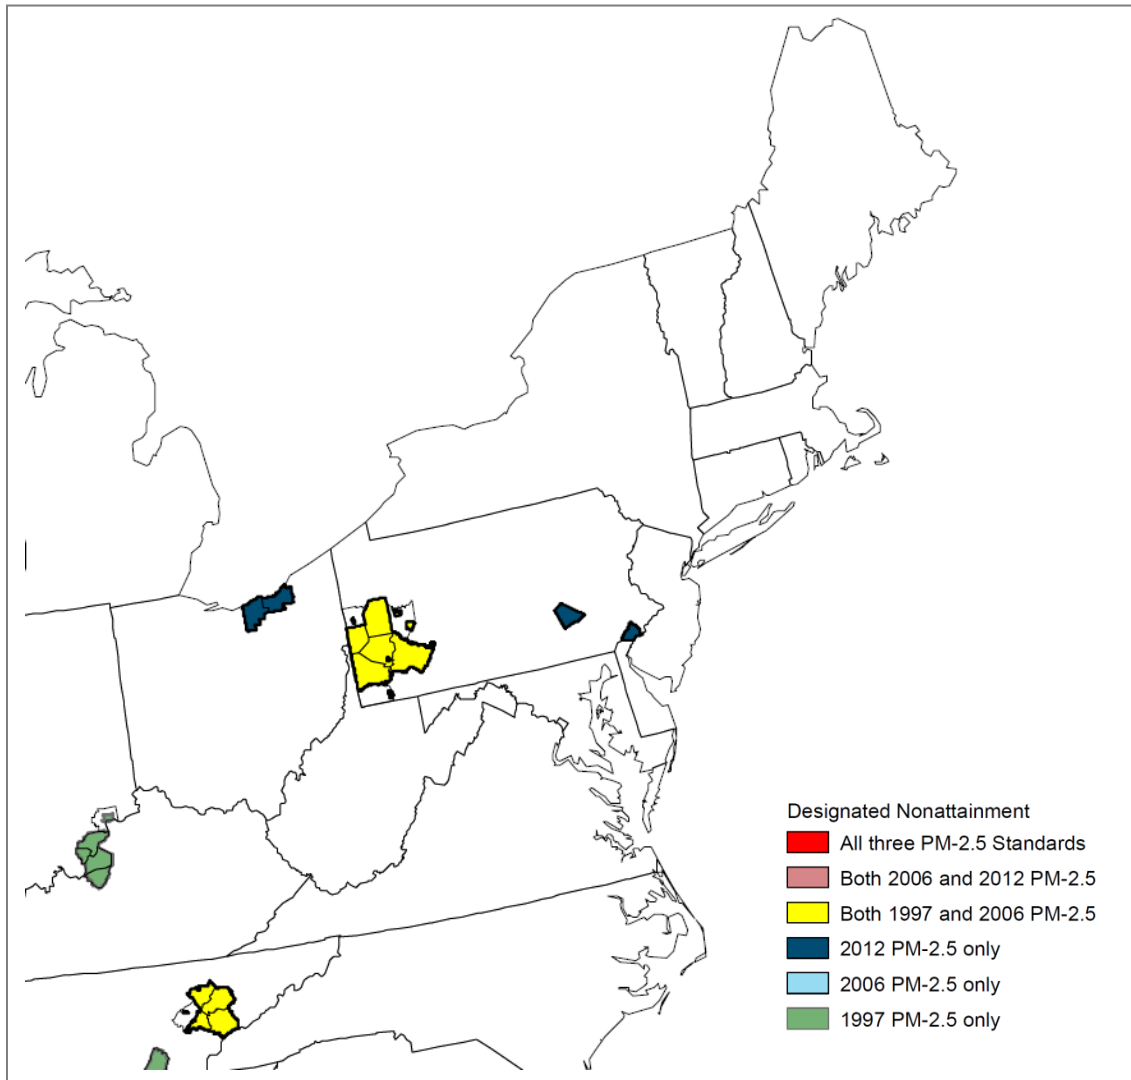 Designated Nonattainment
All three PM-2.5 Standards
Both 2006 and 2012 PM-2.5
Both 1997 and 2006 PM-2.5
2012 PM-2.5 only
2006 PM-2.5 only
1997 PM-2.5 only